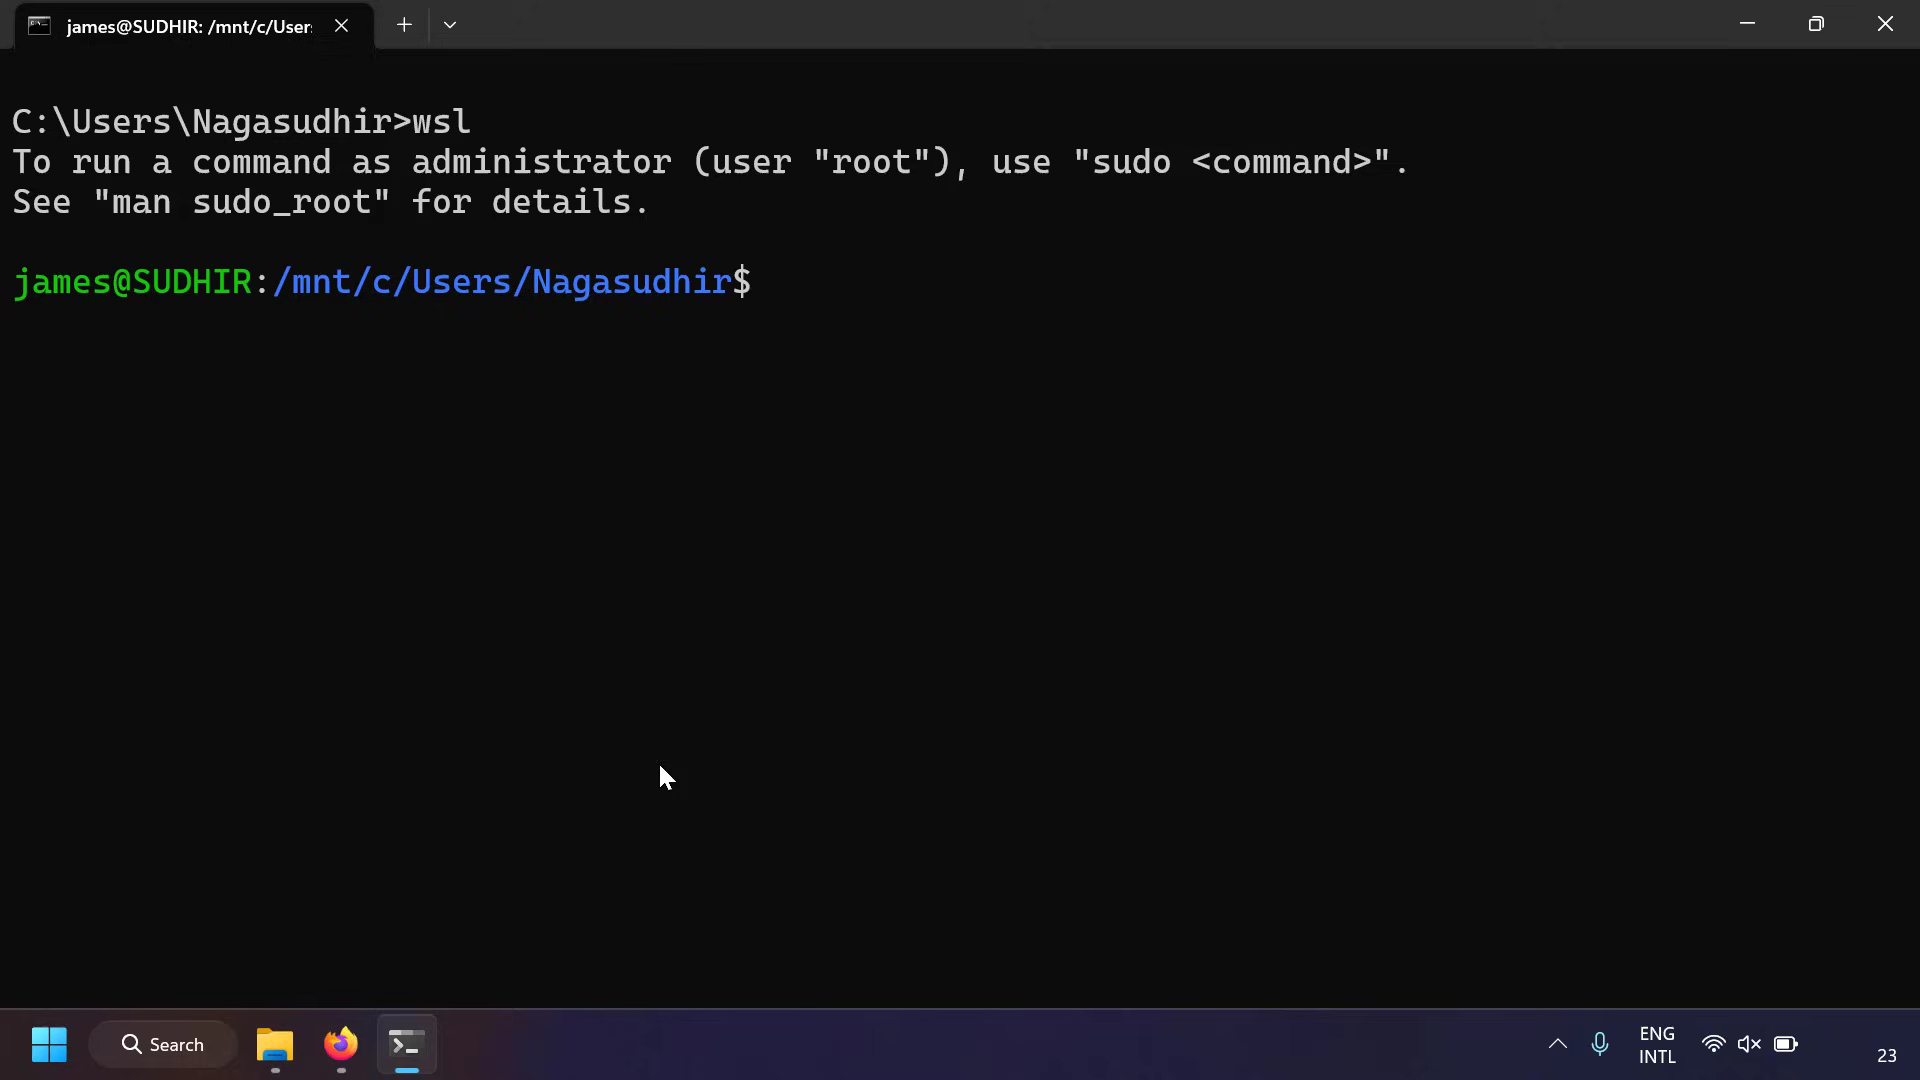 james@SUDHIR: /mnt/c/User
C:\Users\Nagasudhir>wsl
To run a command as administrator (user "root"), use "sudo <command>".
See "man sudo_root" for details.
james@SUDHIR:/mnt/c/Users/Nagasudhir$
Search
ENG
INTL
23